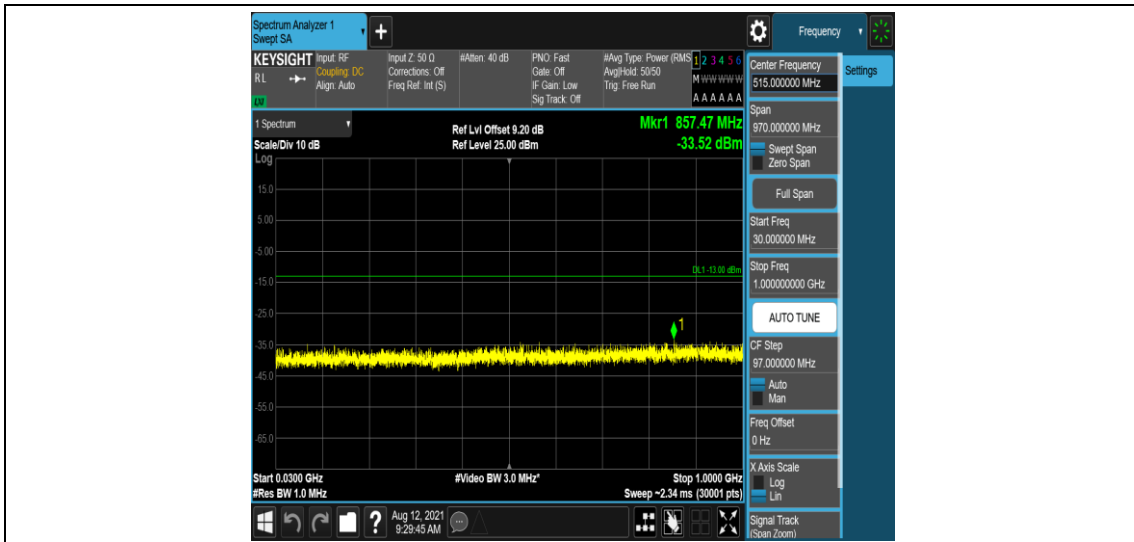 Spectrum Analyzer 1
Swept SA
+
Frequency
KEYSIGHT
RL
LM
Input: RF
Coupling: DC
Align: Auto
Input Z: 50 Ω
Corrections: Off
Freq Ref: Int (S)
#Atten: 40 dB
PNO: Fast
Gate: Off
IF Gain: Low
Sig Track: Off
#Avg Type: Power (RMS
Avg|Hold: 50/50
Trig: Free Run
1 2 3 4 5 6
M W W W W W
A A A A A A
1 Spectrum
Scale/Div 10 dB
Log
Ref Lvl Offset 9.20 dB
Ref Level 25.00 dBm
Mkr1 857.47 MHz
-33.52 dBm
15.0
5.00
-5.00
-15.0
-25.0
-35.0
-45.0
-55.0
-65.0
DL1 -13.00 dBm
1
Start 0.0300 GHz
#Res BW 1.0 MHz
#Video BW 3.0 MHz*
Stop 1.0000 GHz
Sweep ~2.34 ms (30001 pts)
?
Aug 12, 2021
9:29:45 AM
Center Frequency
515.000000 MHz
Settings
Span
970.000000 MHz
Swept Span
Zero Span
Full Span
Start Freq
30.000000 MHz
Stop Freq
1.000000000 GHz
AUTO TUNE
CF Step
97.000000 MHz
Auto
Man
Freq Offset
0 Hz
X Axis Scale
Log
Lin
Signal Track
(Span Zoom)